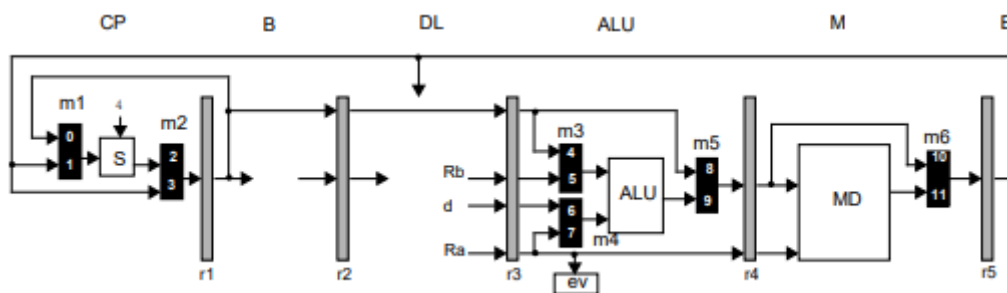 CP B DL ALU M E
m1 4 m2 m3 m5 m6
0 2 4 8 10
1 S 3 Rb 5 ALU 9 11
d 6 MD
7 m4
Ra
r1 r2 r3 ev r4 r5